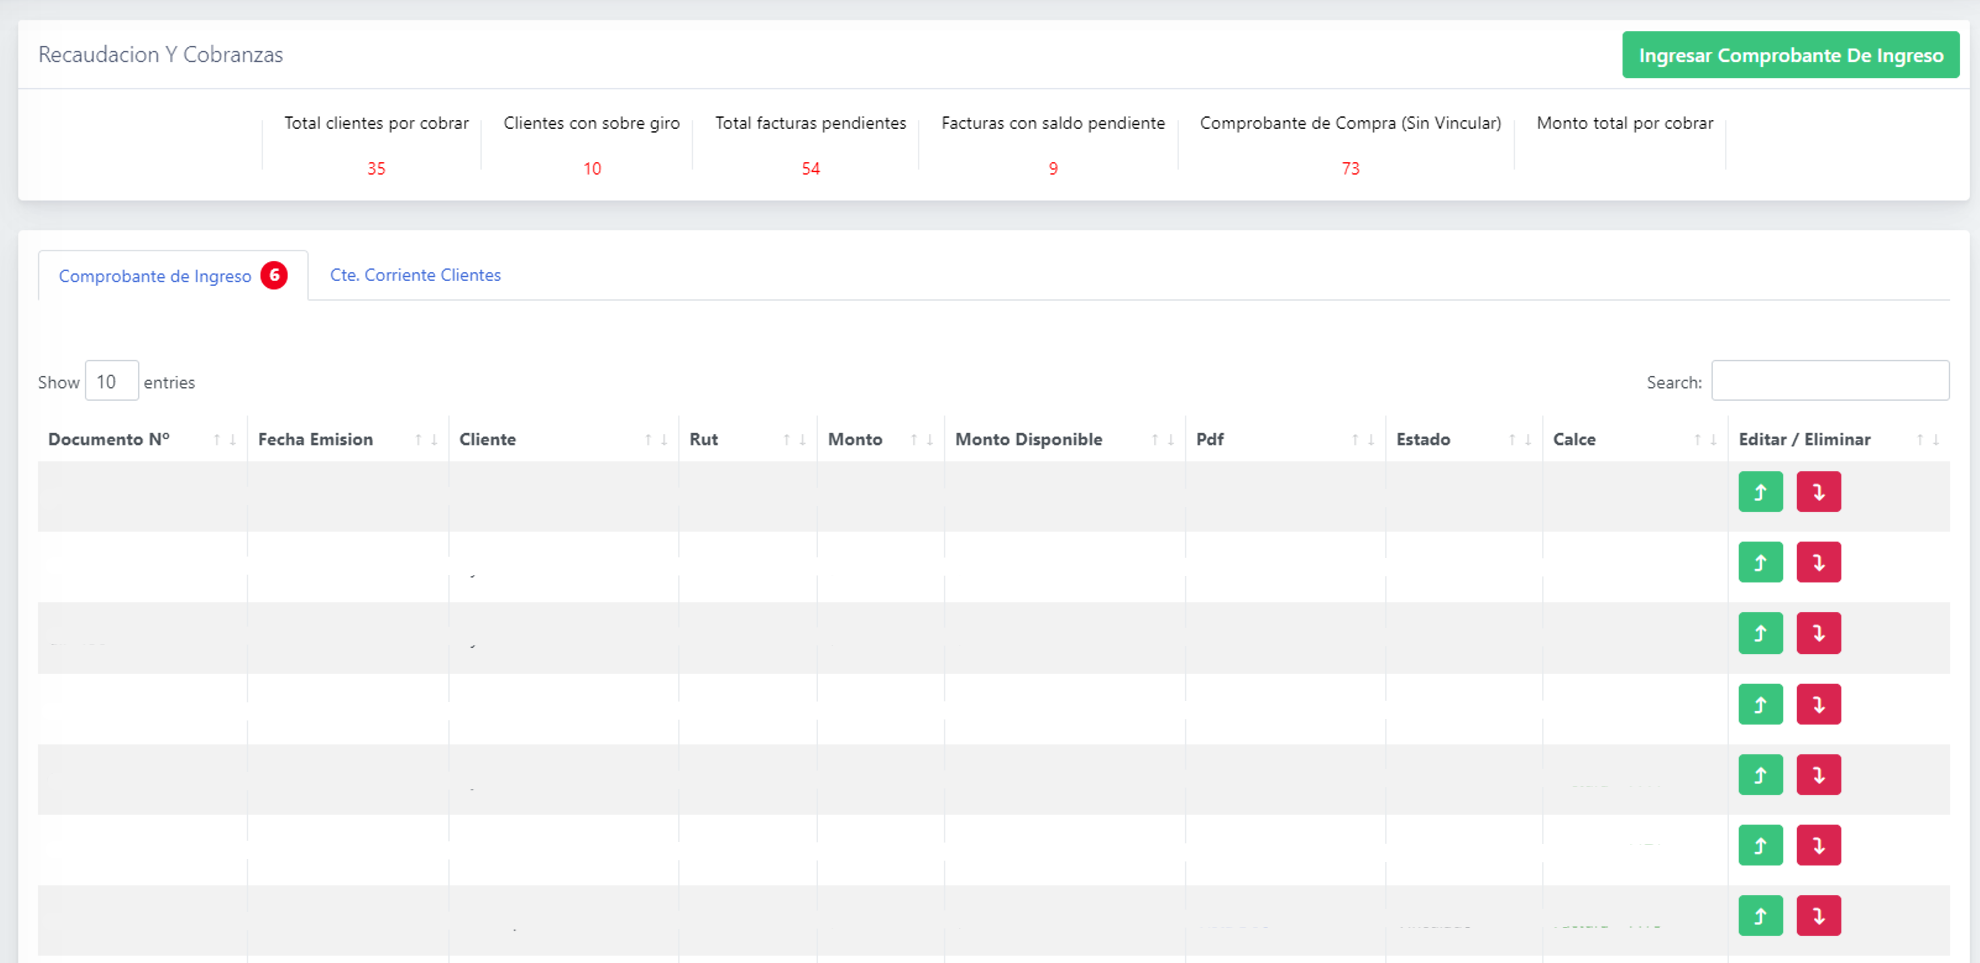 Recaudacion Y Cobranzas
Ingresar Comprobante De Ingreso
Total clientes por cobrar Clientes con sobre giro Total facturas pendientes Facturas con saldo pendiente Comprobante de Compra (Sin Vincular) Monto total por cobrar
35 10 54 9 73
Comprobante de Ingreso 6 Cte. Corriente Clientes
Show 10 entries Search:
Documento Nº Fecha Emision Cliente Rut Monto Monto Disponible Pdf Estado Calce Editar / Eliminar